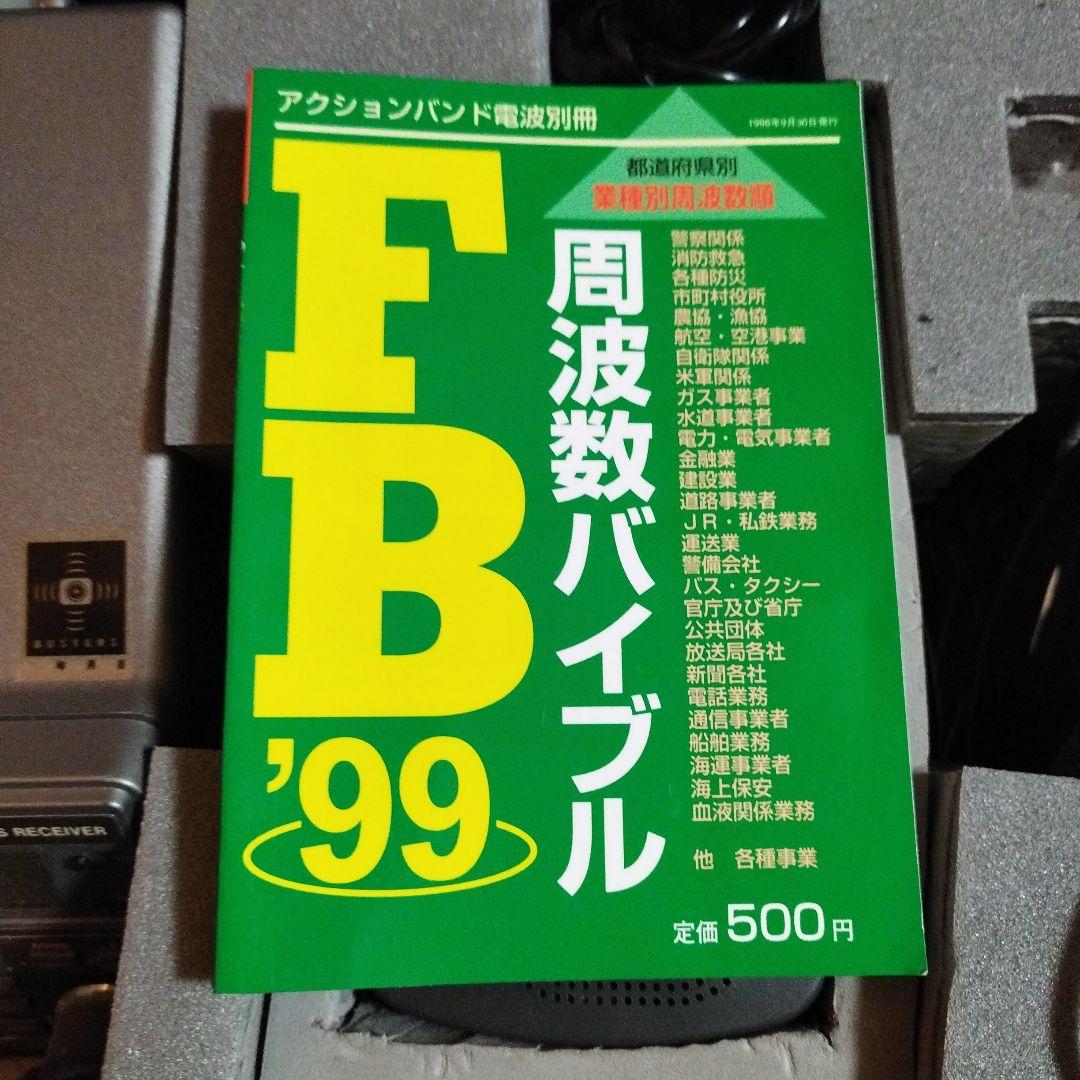 アクションバンド電波別冊
1998年9月30日発行
都道府県別
業種別周波数順
FB
'99
周波数バイブル
警察関係
消防救急
各種防災
市町村役所
農協・漁協
航空・空港事業
自衛隊関係
米軍関係
ガス事業者
水道事業者
電力・電気事業者
金融業
建設業
道路事業者
JR・私鉄業務
運送業
警備会社
バス・タクシー
官庁及び省庁
公共団体
放送局各社
新聞各社
電話業務
通信事業者
船舶業務
海運事業者
海上保安
血液関係業務
他 各種事業
定価500円
BUSTERS
S RECEIVER